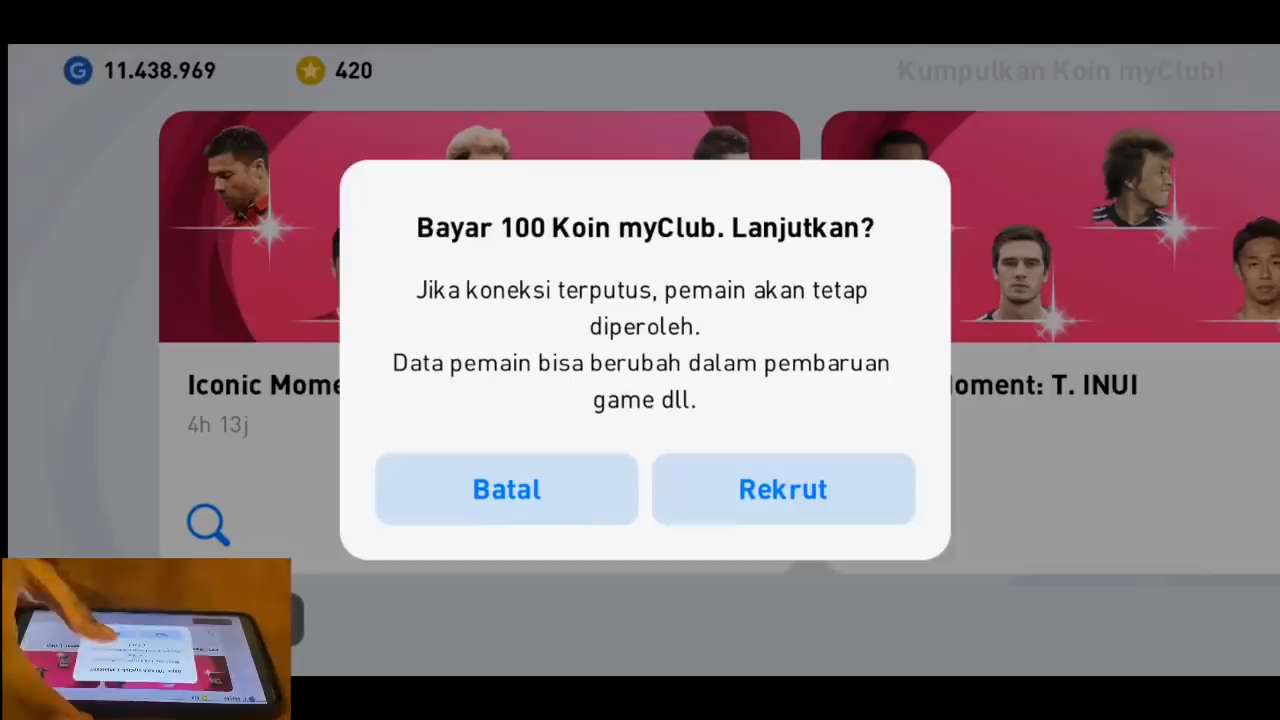 G 11.438.969
420
Kumpulkan Koin myClub!
Bayar 100 Koin myClub. Lanjutkan?
Jika koneksi terputus, pemain akan tetap
diperoleh.
Data pemain bisa berubah dalam pembaruan
game dll.
Iconic Mome
oment: T. INUI
4h 13j
Batal
Rekrut